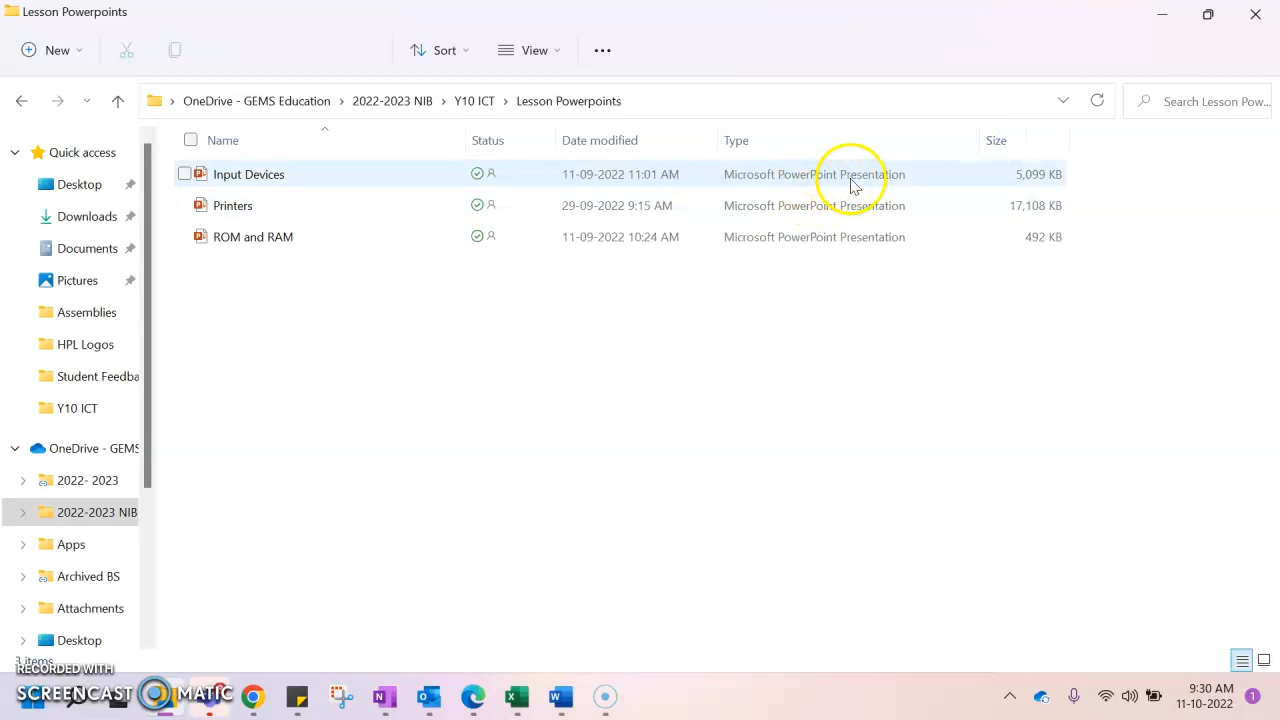 Lesson Powerpoints
New
Sort
View
OneDrive - GEMS Education > 2022-2023 NIB > Y10 ICT > Lesson Powerpoints
Search Lesson Pow...
Name Status Date modified Type Size
Input Devices 11-09-2022 11:01 AM Microsoft PowerPoint Presentation 5,099 KB
Printers 29-09-2022 9:15 AM Microsoft PowerPoint Presentation 17,108 KB
ROM and RAM 11-09-2022 10:24 AM Microsoft PowerPoint Presentation 492 KB
Quick access
Desktop
Downloads
Documents
Pictures
Assemblies
HPL Logos
Student Feedba
Y10 ICT
OneDrive - GEMS
2022- 2023
2022-2023 NIB
Apps
Archived BS
Attachments
Desktop
3 items
RECORDED WITH
SCREENCAST MATIC
9:30 AM
11-10-2022
1